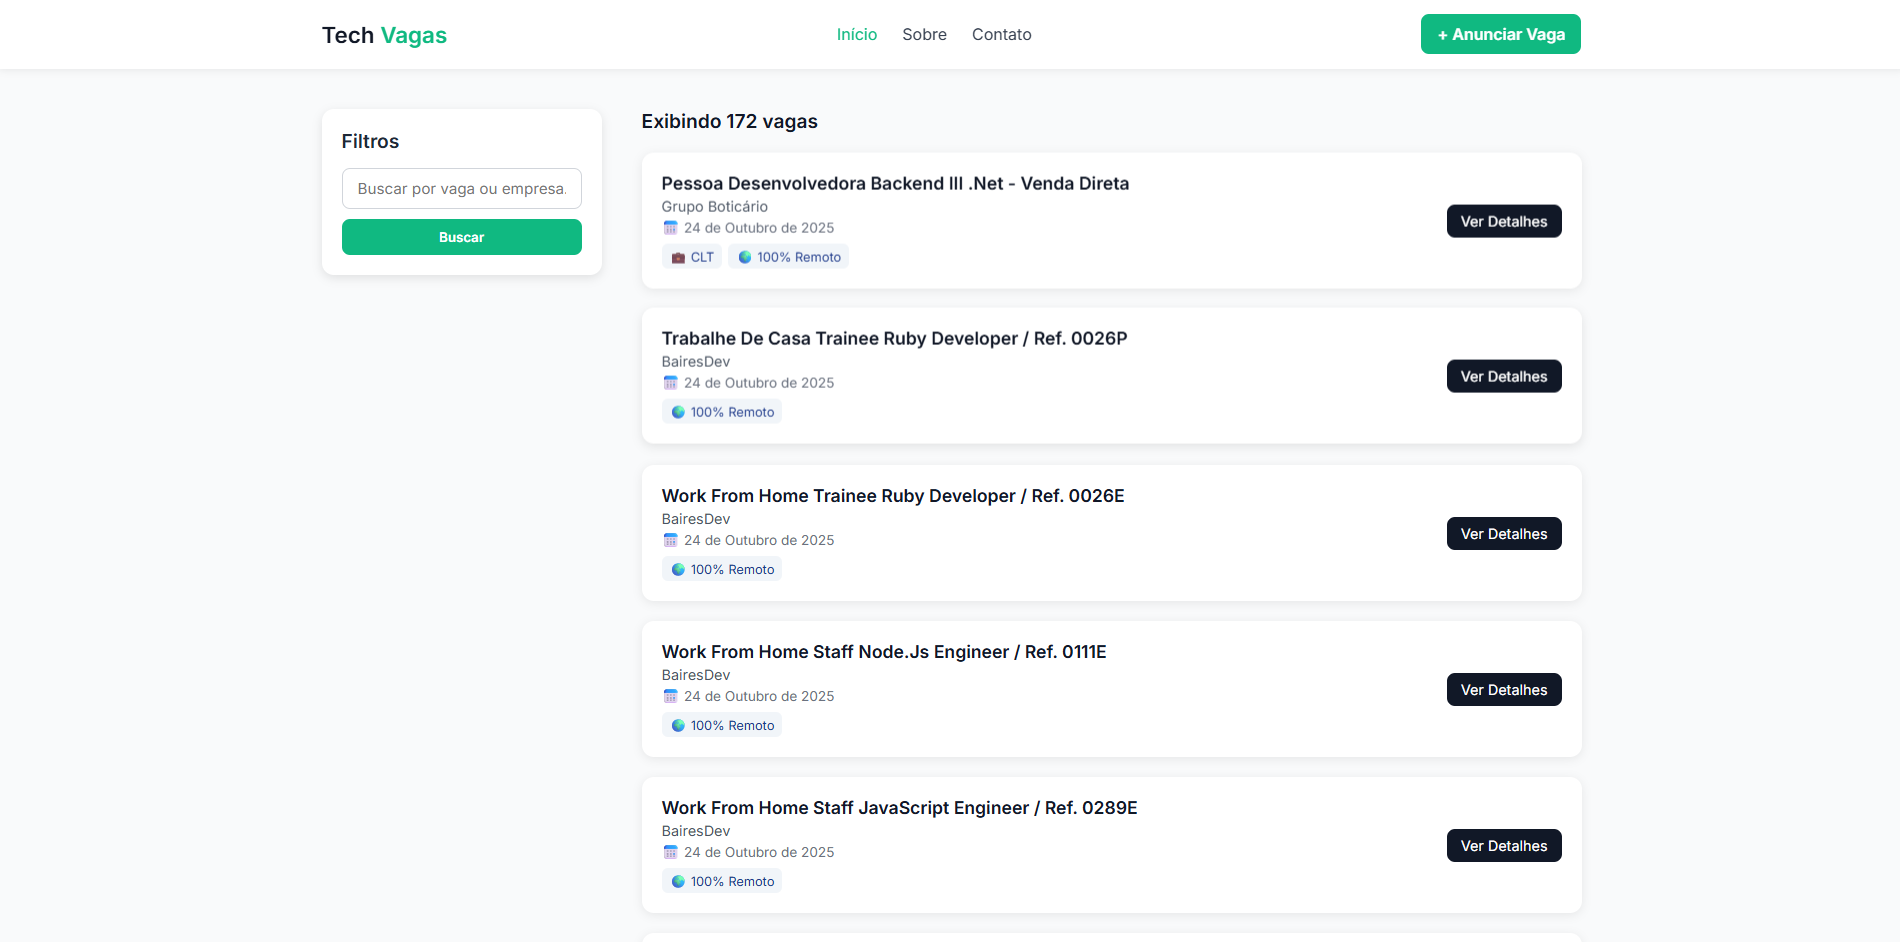 Tech Vagas
Início
Sobre
Contato
+ Anunciar Vaga
Filtros
Buscar por vaga ou empresa.
Buscar
Exibindo 172 vagas
Pessoa Desenvolvedora Backend III .Net - Venda Direta
Grupo Boticário
24 de Outubro de 2025
CLT
100% Remoto
Ver Detalhes
Trabalhe De Casa Trainee Ruby Developer / Ref. 0026P
BairesDev
24 de Outubro de 2025
100% Remoto
Ver Detalhes
Work From Home Trainee Ruby Developer / Ref. 0026E
BairesDev
24 de Outubro de 2025
100% Remoto
Ver Detalhes
Work From Home Staff Node.Js Engineer / Ref. 0111E
BairesDev
24 de Outubro de 2025
100% Remoto
Ver Detalhes
Work From Home Staff JavaScript Engineer / Ref. 0289E
BairesDev
24 de Outubro de 2025
100% Remoto
Ver Detalhes